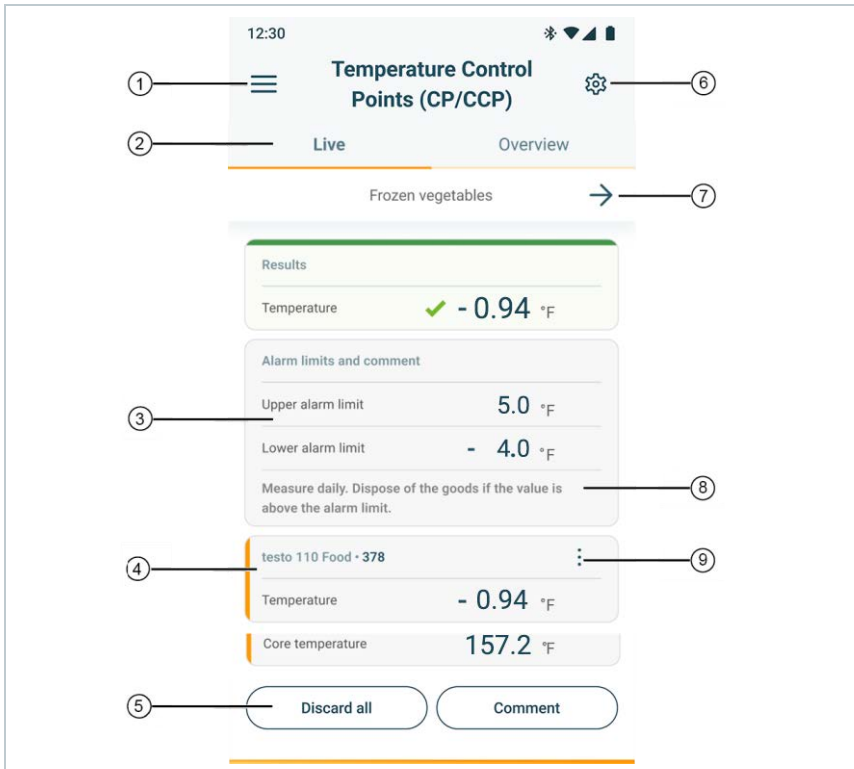 12:30
Temperature Control
Points (CP/CCP)
1
6
2
Live
Overview
Frozen vegetables
7
Results
Temperature - 0.94 °F
Alarm limits and comment
3
Upper alarm limit 5.0 °F
Lower alarm limit - 4.0 °F
Measure daily. Dispose of the goods if the value is
above the alarm limit.
8
4
testo 110 Food • 378
9
Temperature - 0.94 °F
Core temperature 157.2 °F
5
Discard all
Comment